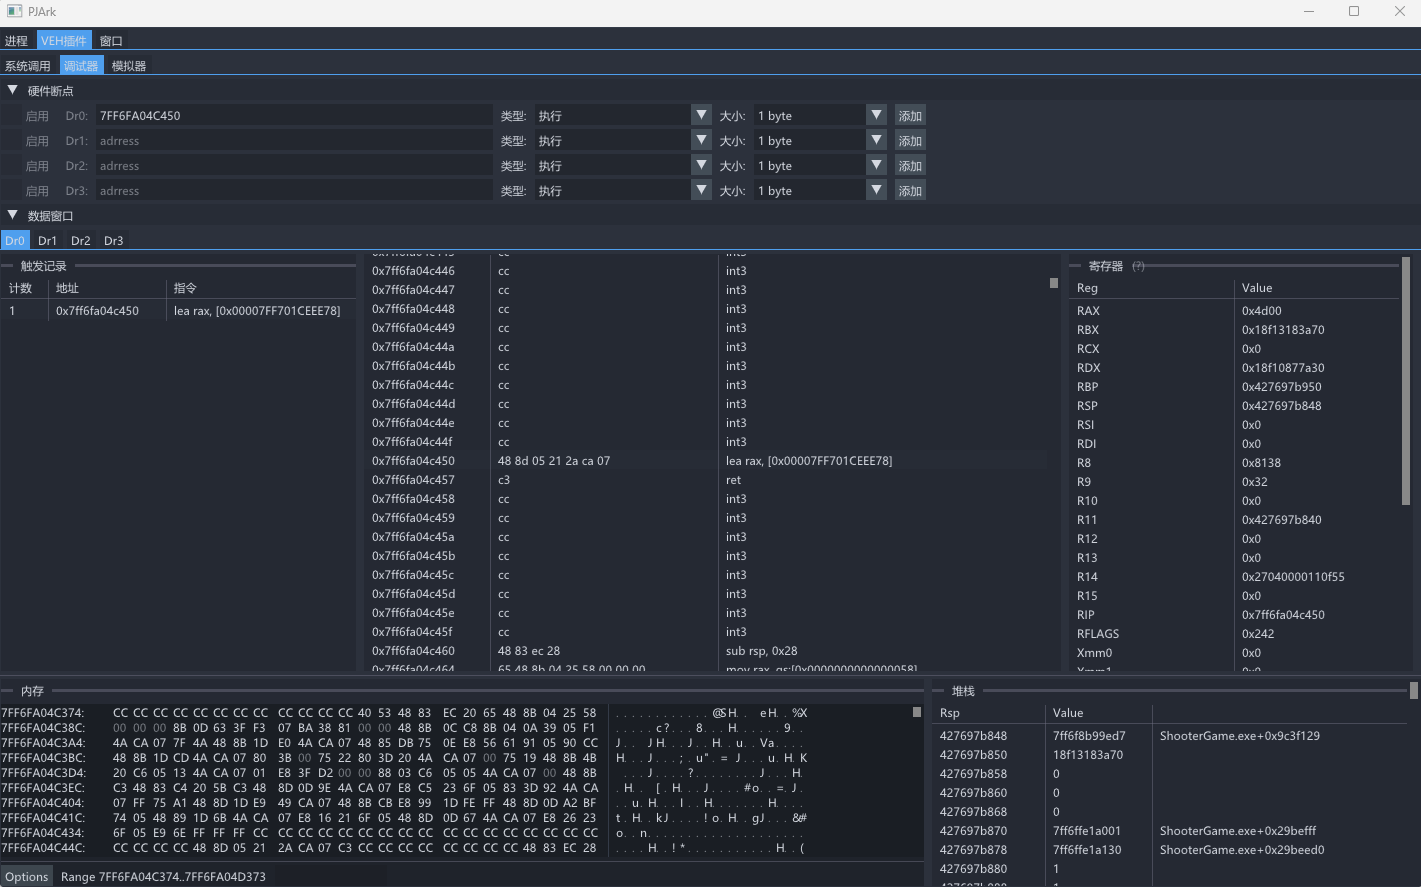 PJArk
进程 VEH插件 窗口
系统调用 调试器 模拟器
硬件断点
启用 Dr0: 7FF6FA04C450 类型: 执行 大小: 1 byte 添加
启用 Dr1: adrress 类型: 执行 大小: 1 byte 添加
启用 Dr2: adrress 类型: 执行 大小: 1 byte 添加
启用 Dr3: adrress 类型: 执行 大小: 1 byte 添加
数据窗口
Dr0 Dr1 Dr2 Dr3
触发记录
计数 地址 指令
1 0x7ff6fa04c450 lea rax, [0x00007FF701CEEE78]
0x7ff6fa04c446 cc int3
0x7ff6fa04c447 cc int3
0x7ff6fa04c448 cc int3
0x7ff6fa04c449 cc int3
0x7ff6fa04c44a cc int3
0x7ff6fa04c44b cc int3
0x7ff6fa04c44c cc int3
0x7ff6fa04c44d cc int3
0x7ff6fa04c44e cc int3
0x7ff6fa04c44f cc int3
0x7ff6fa04c450 48 8d 05 21 2a ca 07 lea rax, [0x00007FF701CEEE78]
0x7ff6fa04c457 c3 ret
0x7ff6fa04c458 cc int3
0x7ff6fa04c459 cc int3
0x7ff6fa04c45a cc int3
0x7ff6fa04c45b cc int3
0x7ff6fa04c45c cc int3
0x7ff6fa04c45d cc int3
0x7ff6fa04c45e cc int3
0x7ff6fa04c45f cc int3
0x7ff6fa04c460 48 83 ec 28 sub rsp, 0x28
0x7ff6fa04c464 65 48 8b 04 25 58 00 00 00 mov rax, gs:[0x0000000000000058]
寄存器 (?)
Reg Value
RAX 0x4d00
RBX 0x18f13183a70
RCX 0x0
RDX 0x18f10877a30
RBP 0x427697b950
RSP 0x427697b848
RSI 0x0
RDI 0x0
R8 0x8138
R9 0x32
R10 0x0
R11 0x427697b840
R12 0x0
R13 0x0
R14 0x27040000110f55
R15 0x0
RIP 0x7ff6fa04c450
RFLAGS 0x242
Xmm0 0x0
Xmm1 0x0
内存
7FF6FA04C374: CC CC CC CC CC CC CC CC CC CC CC CC 40 53 48 83 EC 20 65 48 8B 04 25 58 ............@SH.. eH..%X
7FF6FA04C38C: 00 00 00 8B 0D 63 3F F3 07 BA 38 81 00 00 48 8B 0C C8 8B 04 0A 39 05 F1 .....c?...8...H......9..
7FF6FA04C3A4: 4A CA 07 7F 4A 48 8B 1D E0 4A CA 07 48 85 DB 75 0E E8 56 61 91 05 90 CC J...JH...J..H..u..Va....
7FF6FA04C3BC: 48 8B 1D CD 4A CA 07 80 3B 00 75 22 80 3D 20 4A CA 07 00 75 19 48 8B 4B H...J...;.u".= J...u.H.K
7FF6FA04C3D4: 20 C6 05 13 4A CA 07 01 E8 3F D2 00 00 88 03 C6 05 05 4A CA 07 00 48 8B ...J....?........J...H.
7FF6FA04C3EC: C3 48 83 C4 20 5B C3 48 8D 0D 9E 4A CA 07 E8 C5 23 6F 05 83 3D 92 4A CA .H.. [.H...J....#o..=.J.
7FF6FA04C404: 07 FF 75 A1 48 8D 1D E9 49 CA 07 48 8B CB E8 99 1D FE FF 48 8D 0D A2 BF ..u.H...I..H.......H....
7FF6FA04C41C: 74 05 48 89 1D 6B 4A CA 07 E8 16 21 6F 05 48 8D 0D 67 4A CA 07 E8 26 23 t.H..kJ....!o.H..gJ...&#
7FF6FA04C434: 6F 05 E9 6E FF FF FF CC CC CC CC CC CC CC CC CC CC CC CC CC CC CC CC CC o..n....................
7FF6FA04C44C: CC CC CC CC 48 8D 05 21 2A CA 07 C3 CC CC CC CC CC CC CC CC 48 83 EC 28 ....H..!*...........H..(
Options Range 7FF6FA04C374..7FF6FA04D373
堆栈
Rsp Value
427697b848 7ff6f8b99ed7 ShooterGame.exe+0x9c3f129
427697b850 18f13183a70
427697b858 0
427697b860 0
427697b868 0
427697b870 7ff6ffe1a001 ShooterGame.exe+0x29befff
427697b878 7ff6ffe1a130 ShooterGame.exe+0x29beed0
427697b880 1